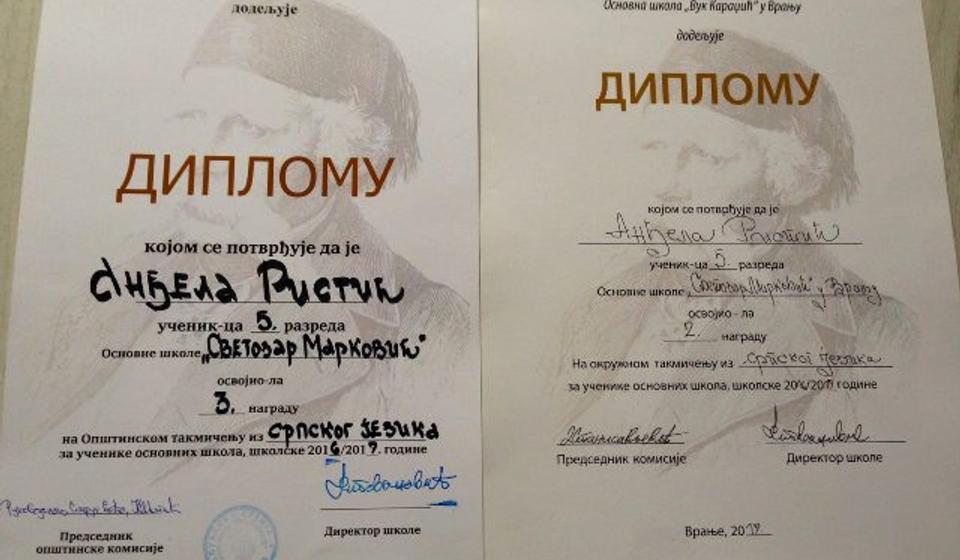 додељује
ДИПЛОМУ
којом се потврђује да је
Анђела Ристић
ученик-ца 5. разреда
Основне школе „Светозар Марковић"
освојио-ла
3. награду
на Општинском такмичењу из српског језика
за ученике основних школа, школске 2016/2017. године
Председник
општинске комисије
Директор школе
Основна школа „Вук Караџић" у Врању
додељује
ДИПЛОМУ
којом се потврђује да је
Анђела Ристић
ученик-ца 5. разреда
Основне школе „Светозар Марковић" у Врању
освојио - ла
2. награду
На окружном такмичењу из српског језика
за ученике основних школа, школске 2016/2017 године
Председник комисије
Директор школе
Врање, 2017